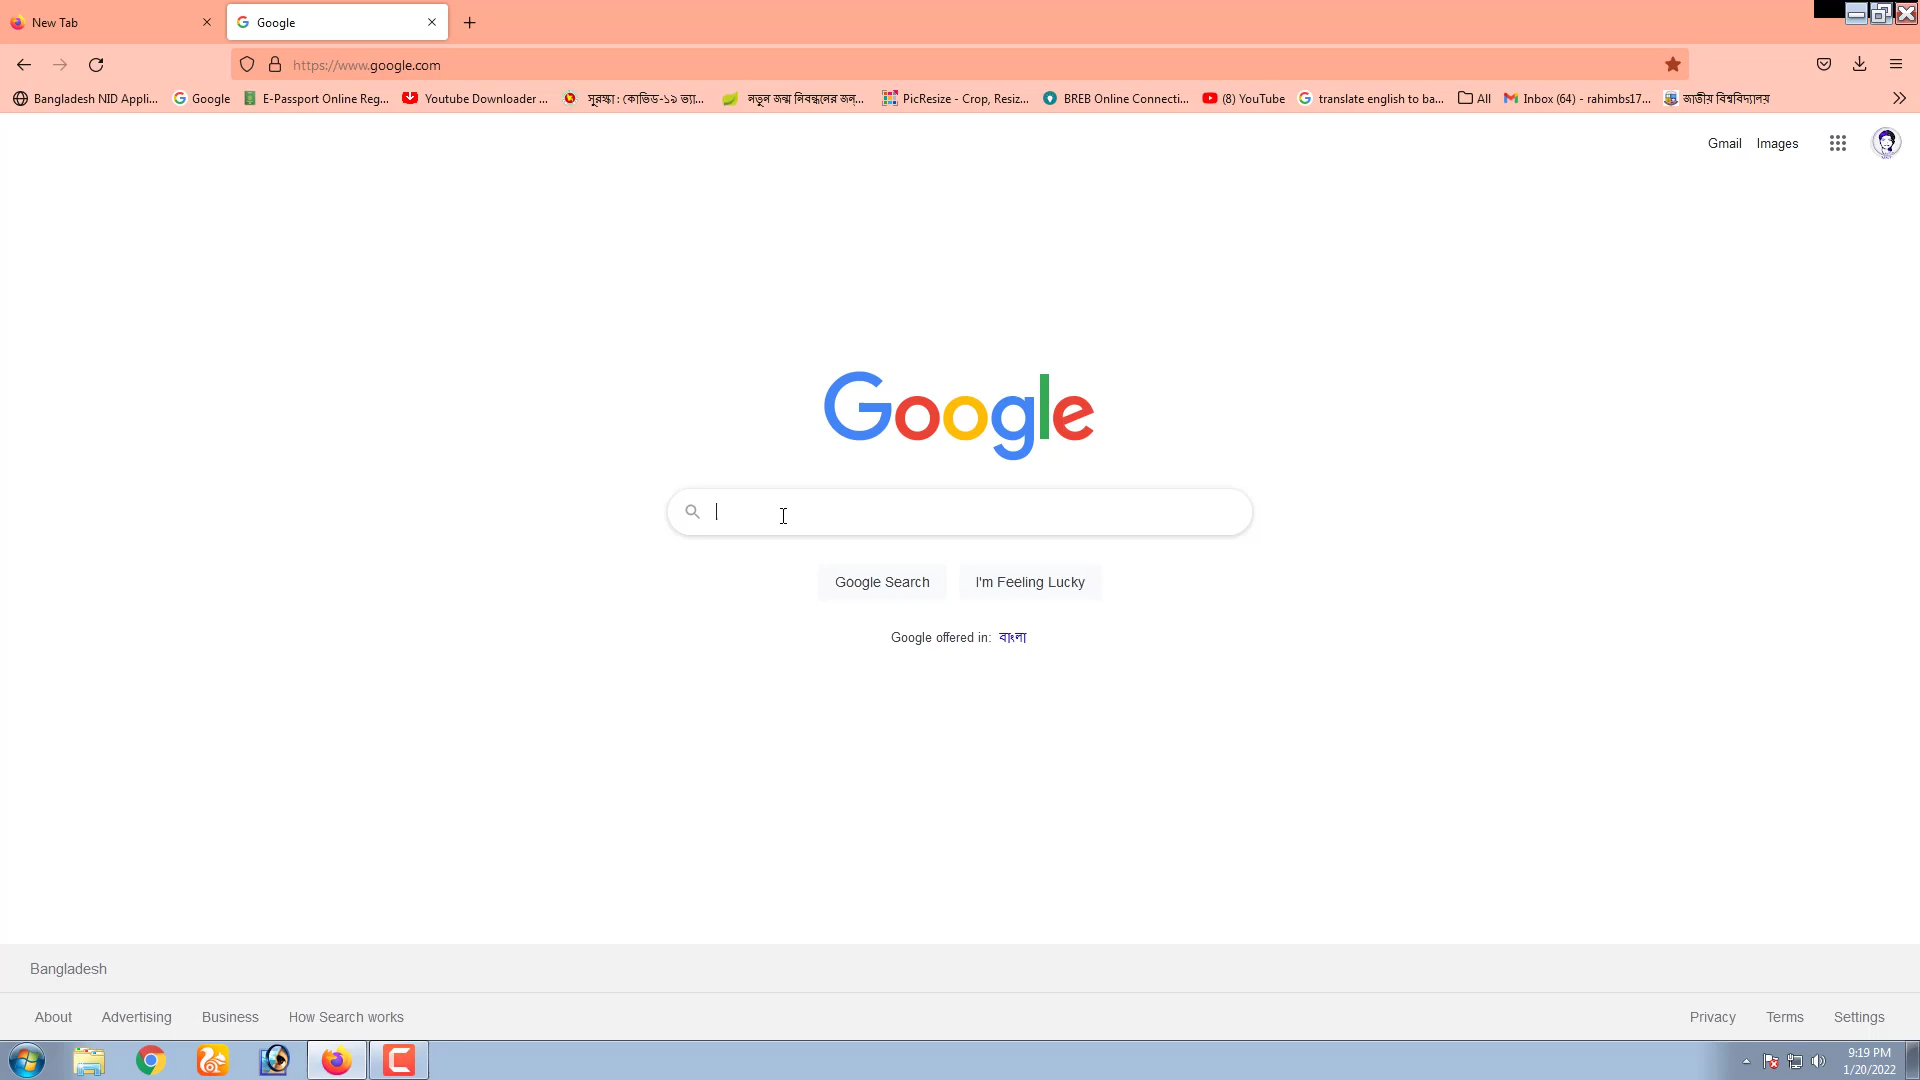 New Tab
Google
https://www.google.com
Bangladesh NID Appli...
Google
E-Passport Online Reg...
Youtube Downloader ...
সুরক্ষা : কোভিড-১৯ ভ্যা...
নতুন জন্ম নিবন্ধনের জন্...
PicResize - Crop, Resiz...
BREB Online Connecti...
(8) YouTube
translate english to ba...
All
Inbox (64) - rahimbs17...
জাতীয় বিশ্ববিদ্যালয়
Gmail
Images
Google
Google Search
I'm Feeling Lucky
Google offered in: বাংলা
Bangladesh
About
Advertising
Business
How Search works
Privacy
Terms
Settings
9:19 PM
1/20/2022